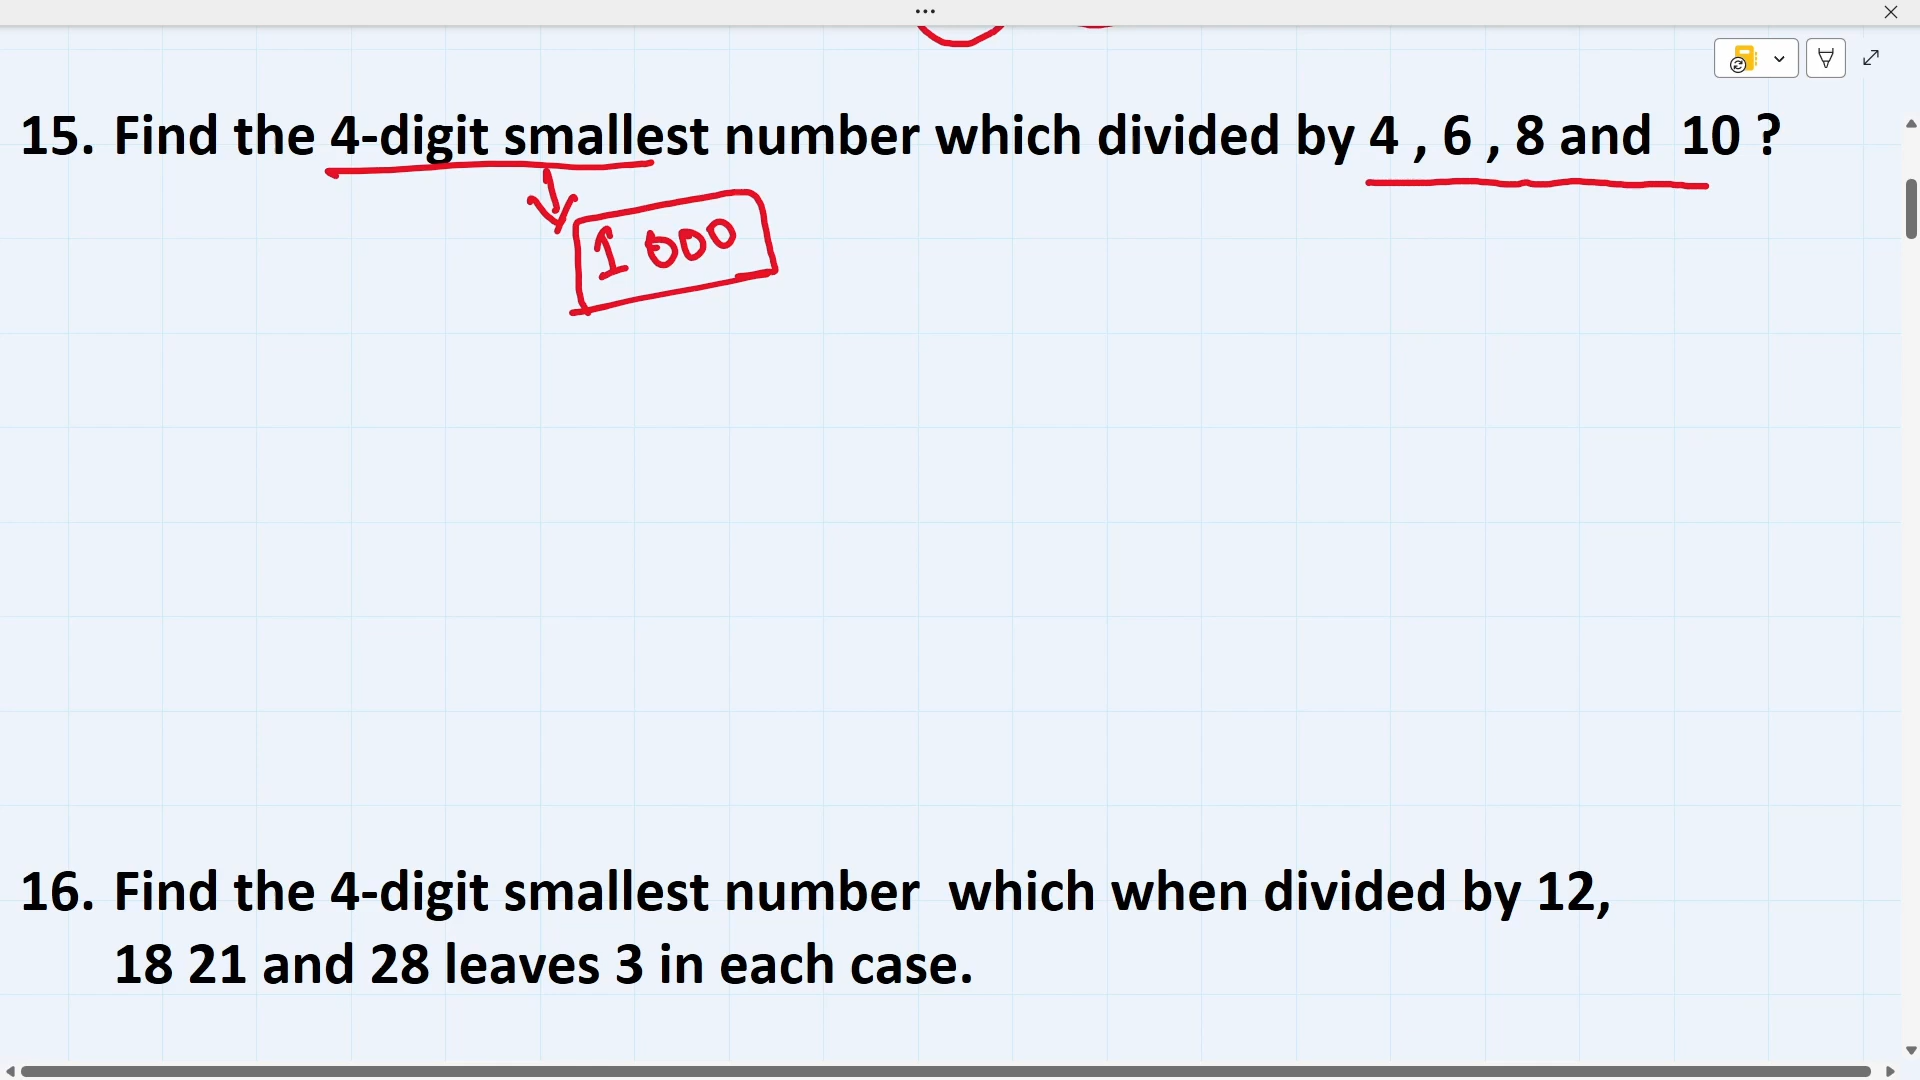 15. Find the 4-digit smallest number which divided by 4 , 6 , 8 and 10 ?
1000
16. Find the 4-digit smallest number which when divided by 12,
18 21 and 28 leaves 3 in each case.